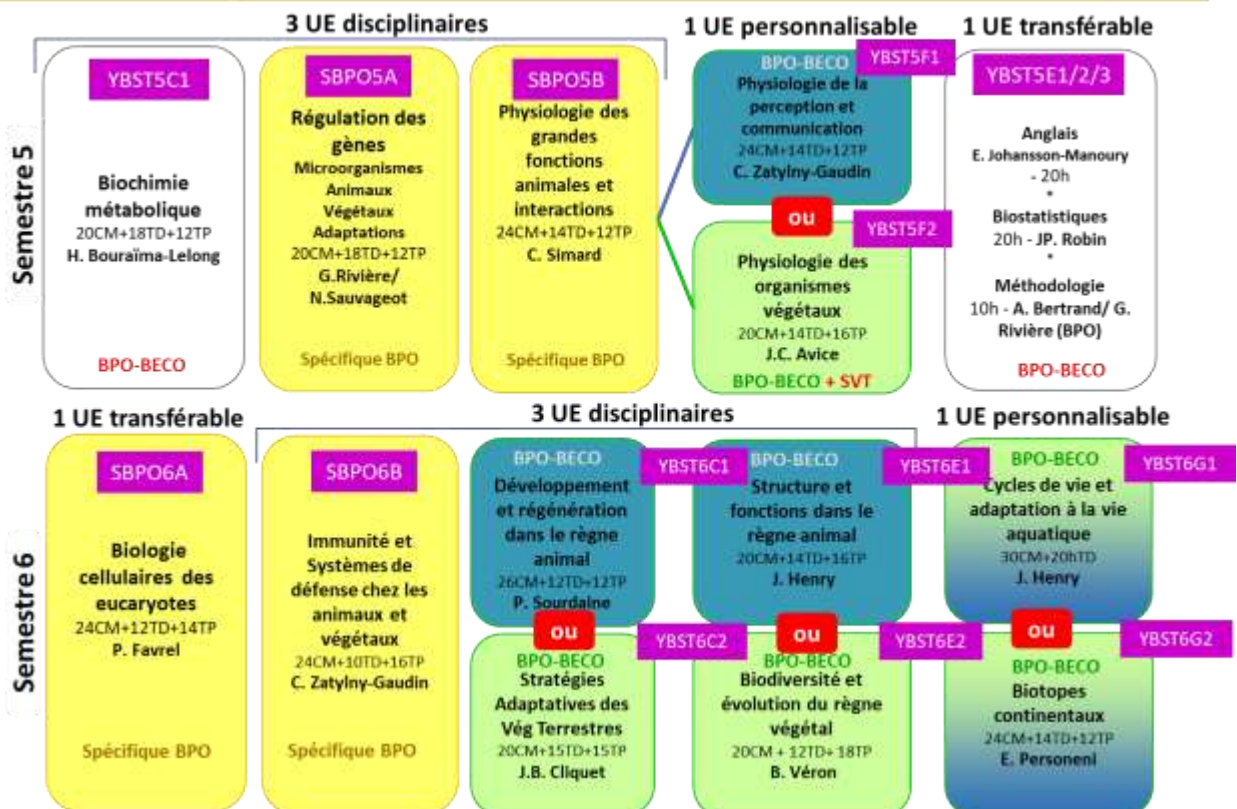 3 UE disciplinaires
1 UE personnalisable
1 UE transférable
Semestre 5
YBST5C1
Biochimie
métabolique
20CM+18TD+12TP
H. Bouraïma-Lelong
BPO-BECO
SBPO5A
Régulation des
gènes
Microorganismes
Animaux
Végétaux
Adaptations
20CM+18TD+12TP
G.Rivière/
N.Sauvageot
Spécifique BPO
SBPO5B
Physiologie des
grandes
fonctions
animales et
interactions
24CM+14TD+12TP
C. Simard
Spécifique BPO
YBST5F1
BPO-BECO
Physiologie de la
perception et
communication
24CM+14TD+12TP
C. Zatylny-Gaudin
ou
YBST5F2
Physiologie des
organismes
végétaux
20CM+14TD+16TP
J.C. Avice
BPO-BECO + SVT
YBST5E1/2/3
Anglais
E. Johansson-Manoury
- 20h
*
Biostatistiques
20h - JP. Robin
*
Méthodologie
10h - A. Bertrand/ G.
Rivière (BPO)
BPO-BECO
1 UE transférable
3 UE disciplinaires
1 UE personnalisable
Semestre 6
SBPO6A
Biologie
cellulaires des
eucaryotes
24CM+12TD+14TP
P. Favrel
Spécifique BPO
SBPO6B
Immunité et
Systèmes de
défense chez les
animaux et
végétaux
24CM+10TD+16TP
C. Zatylny-Gaudin
Spécifique BPO
BPO-BECO
YBST6C1
Développement
et régénération
dans le règne
animal
26CM+12TD+12TP
P. Sourdaine
ou
YBST6C2
BPO-BECO
Stratégies
Adaptatives des
Vég Terrestres
20CM+15TD+15TP
J.B. Cliquet
BPO-BECO
YBST6E1
Structure et
fonctions dans le
règne animal
20CM+14TD+16TP
J. Henry
ou
YBST6E2
BPO-BECO
Biodiversité et
évolution du règne
végétal
20CM + 12TD+ 18TP
B. Véron
BPO-BECO
YBST6G1
Cycles de vie et
adaptation à la vie
aquatique
30CM+20hTD
J. Henry
ou
YBST6G2
BPO-BECO
Biotopes
continentaux
24CM+14TD+12TP
E. Personeni